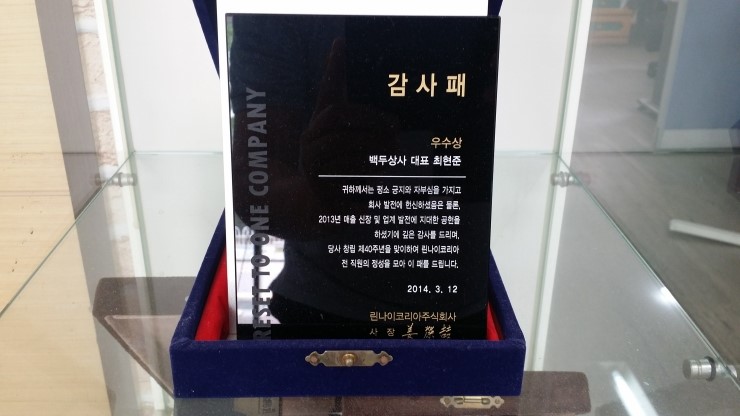 감사패
우수상
백두상사 대표 최현준
귀하께서는 평소 긍지와 자부심을 가지고
회사 발전에 헌신하셨음은 물론,
2013년 매출 신장 및 업계 발전에 지대한 공헌을
하셨기에 깊은 감사를 드리며,
당사 창립 제40주년을 맞이하여 린나이코리아
전 직원의 정성을 모아 이 패를 드립니다.
2014. 3. 12
린나이코리아주식회사
사 장
RESET TO ONE COMPANY